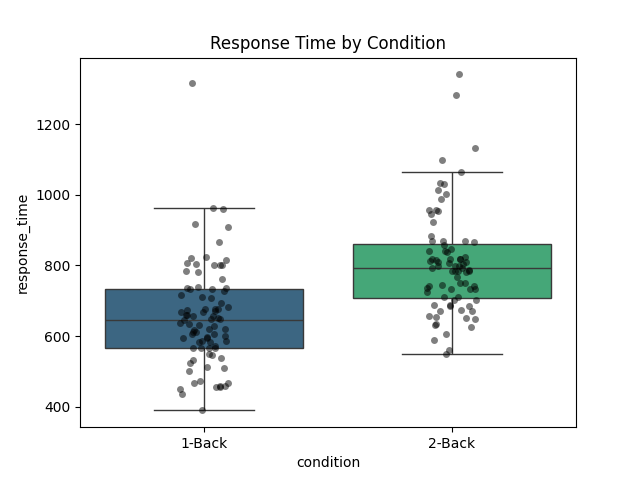 Response Time by Condition
response_time
1200
1000
800
600
400
1-Back
2-Back
condition